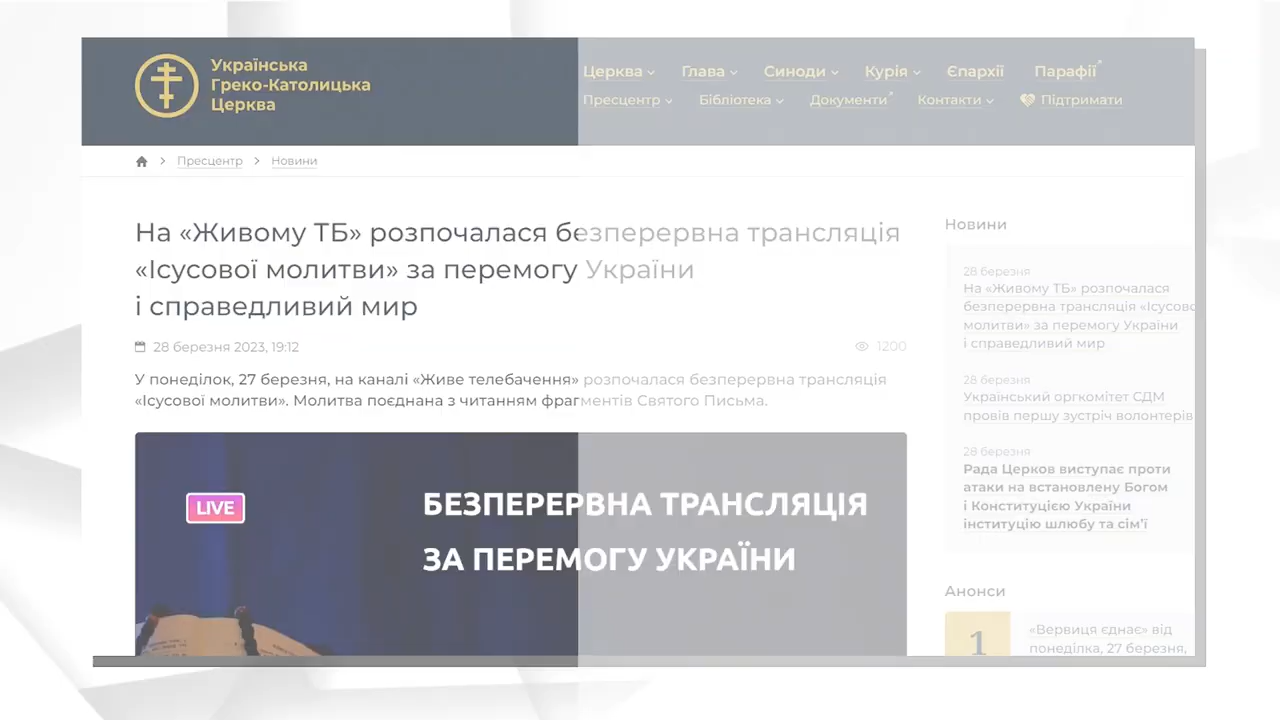 Українська
Греко-Католицька
Церква
Церква Глава Синоди Курія Єпархії Парафії
Пресцентр Бібліотека Документи Контакти Підтримати
Пресцентр Новини
На «Живому ТБ» розпочалася безперервна трансляція
«Ісусової молитви» за перемогу України
і справедливий мир
28 березня 2023, 19:12 1200
У понеділок, 27 березня, на каналі «Живе телебачення» розпочалася безперервна трансляція
«Ісусової молитви». Молитва поєднана з читанням фрагментів Святого Письма.
LIVE
БЕЗПЕРЕРВНА ТРАНСЛЯЦІЯ
ЗА ПЕРЕМОГУ УКРАЇНИ
Новини
28 березня
На «Живому ТБ» розпочалася
безперервна трансляція «Ісусово
молитви» за перемогу України
і справедливий мир
28 березня
Український оргкомітет СДМ
провів першу зустріч волонтерів
28 березня
Рада Церков виступає проти
атаки на встановлену Богом
і Конституцією України
інституцію шлюбу та сім’ї
Анонси
1
«Вервиця єднає» від
понеділка, 27 березня,